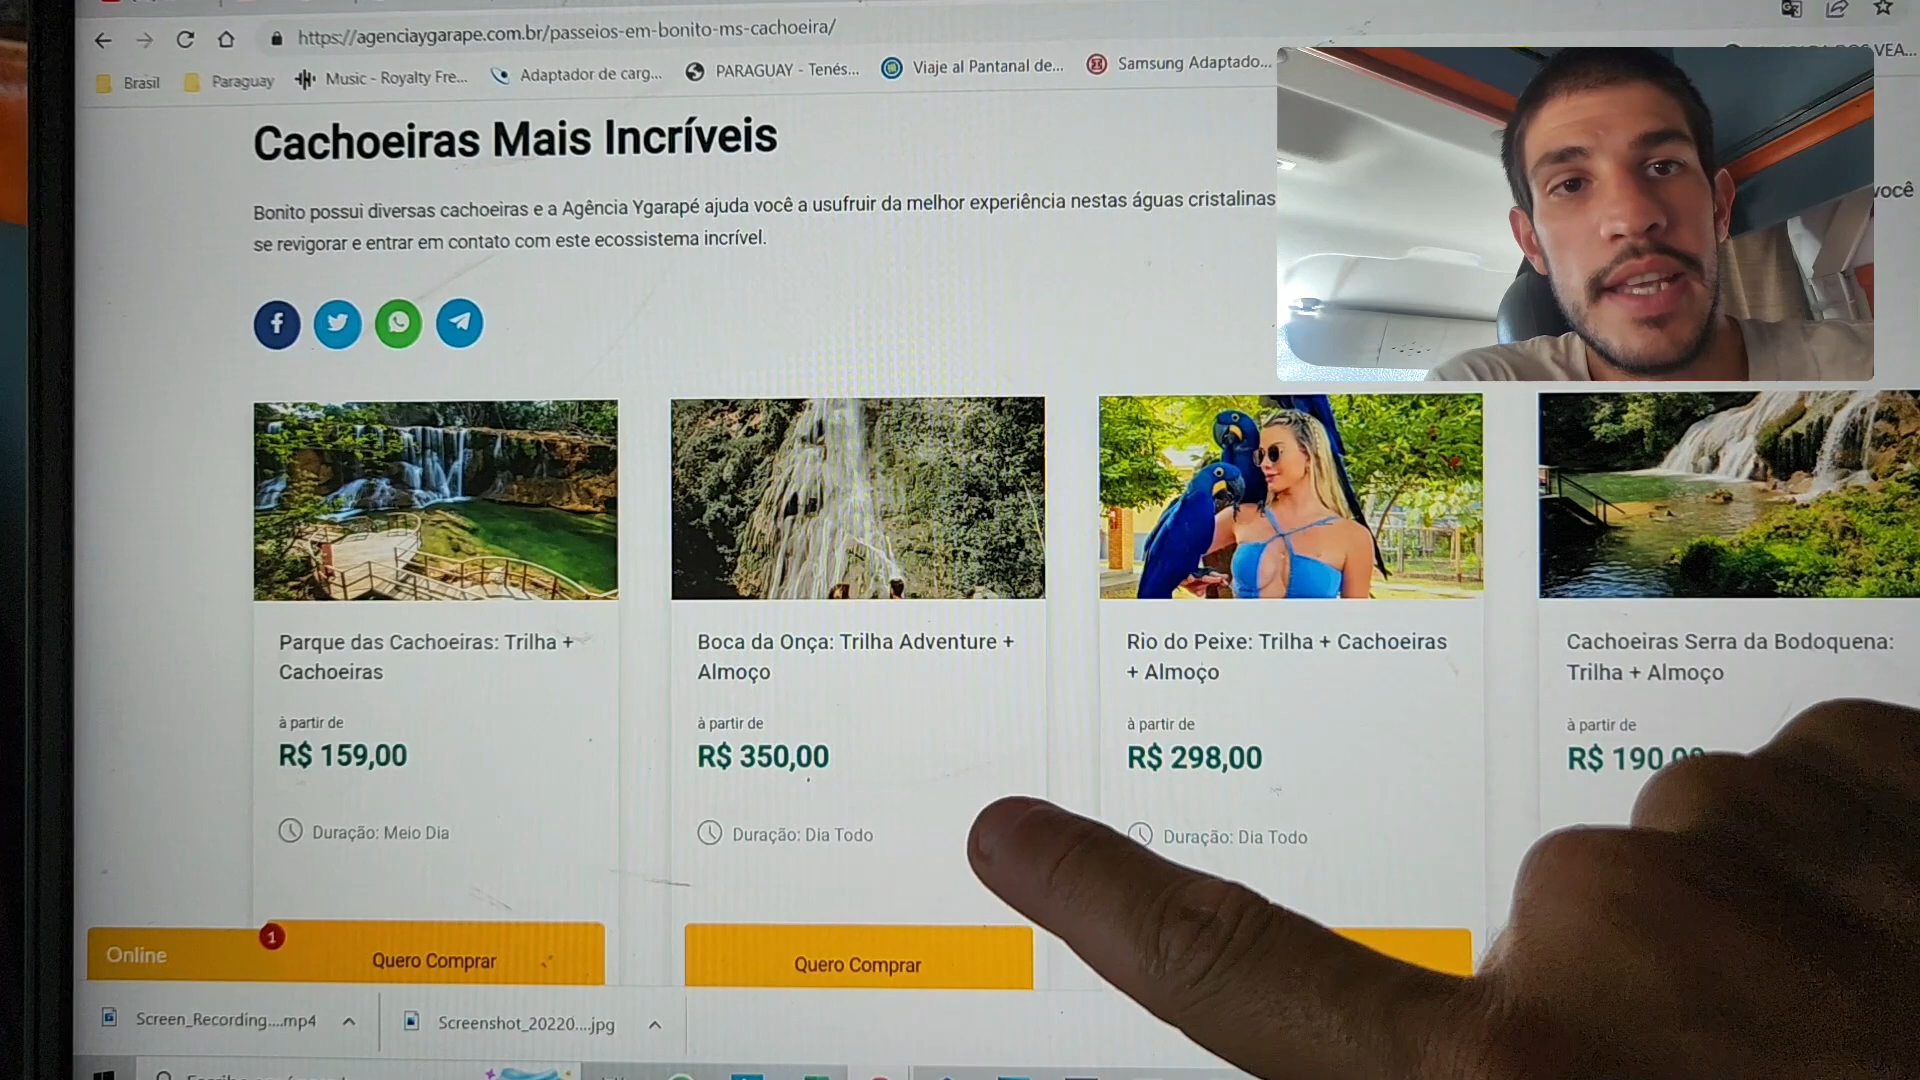 https://agenciaygarape.com.br/passeios-em-bonito-ms-cachoeira/
Brasil
Paraguay
Music - Royalty Fre...
Adaptador de carg...
PARAGUAY - Tenés...
Viaje al Pantanal de...
Samsung Adaptado...
VEA...
Cachoeiras Mais Incríveis
Bonito possui diversas cachoeiras e a Agência Ygarapé ajuda você a usufruir da melhor experiência nestas águas cristalinas
você
se revigorar e entrar em contato com este ecossistema incrível.
Parque das Cachoeiras: Trilha +
Cachoeiras
à partir de
R$ 159,00
Duração: Meio Dia
Boca da Onça: Trilha Adventure +
Almoço
à partir de
R$ 350,00
Duração: Dia Todo
Rio do Peixe: Trilha + Cachoeiras
+ Almoço
à partir de
R$ 298,00
Duração: Dia Todo
Cachoeiras Serra da Bodoquena:
Trilha + Almoço
à partir de
R$ 190,00
Online
1
Quero Comprar
Quero Comprar
Screen_Recording....mp4
Screenshot_20220....jpg